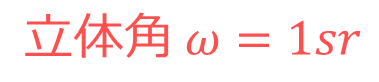 立体角 ω = 1sr